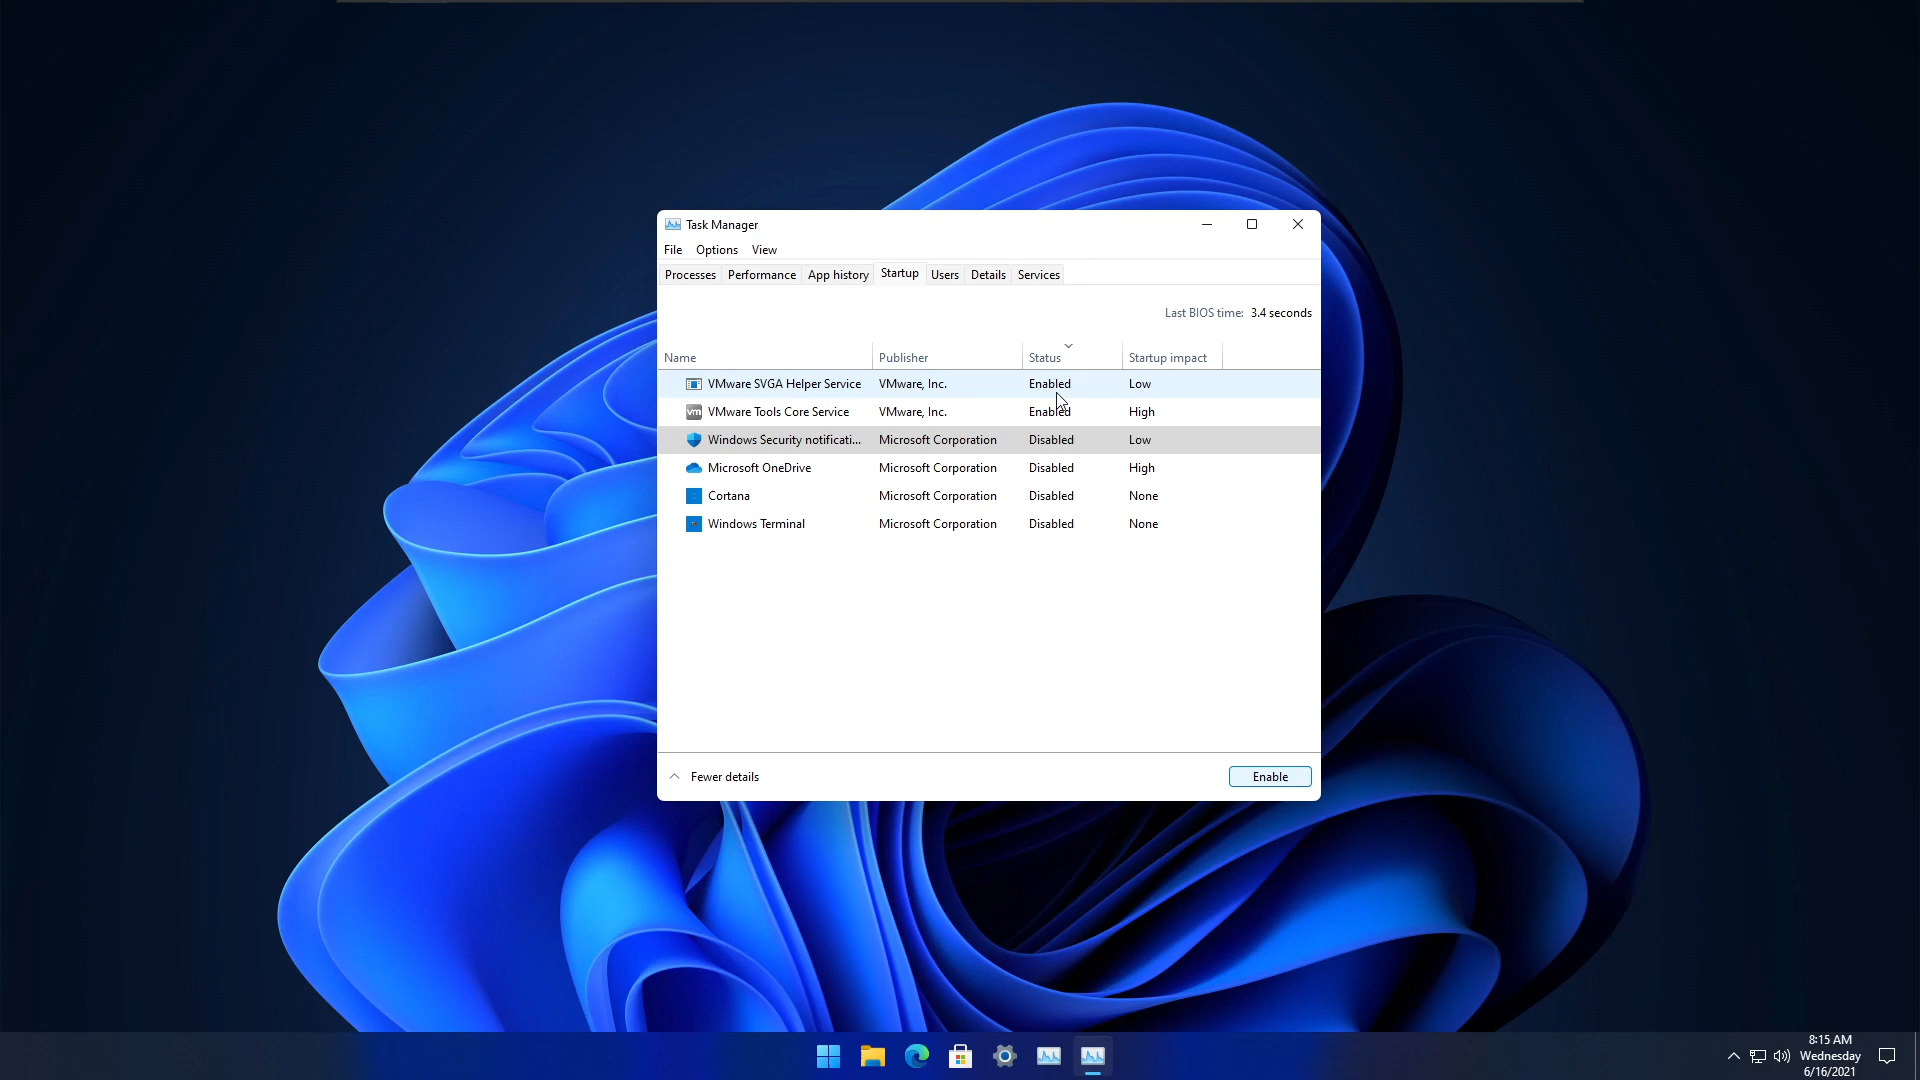 Task Manager
File Options View
Processes Performance App history Startup Users Details Services
Last BIOS time: 3.4 seconds
Name Publisher Status Startup impact
VMware SVGA Helper Service VMware, Inc. Enabled Low
vm VMware Tools Core Service VMware, Inc. Enabled High
Windows Security notificati... Microsoft Corporation Disabled Low
Microsoft OneDrive Microsoft Corporation Disabled High
Cortana Microsoft Corporation Disabled None
Windows Terminal Microsoft Corporation Disabled None
Fewer details Enable
8:15 AM
Wednesday
6/16/2021